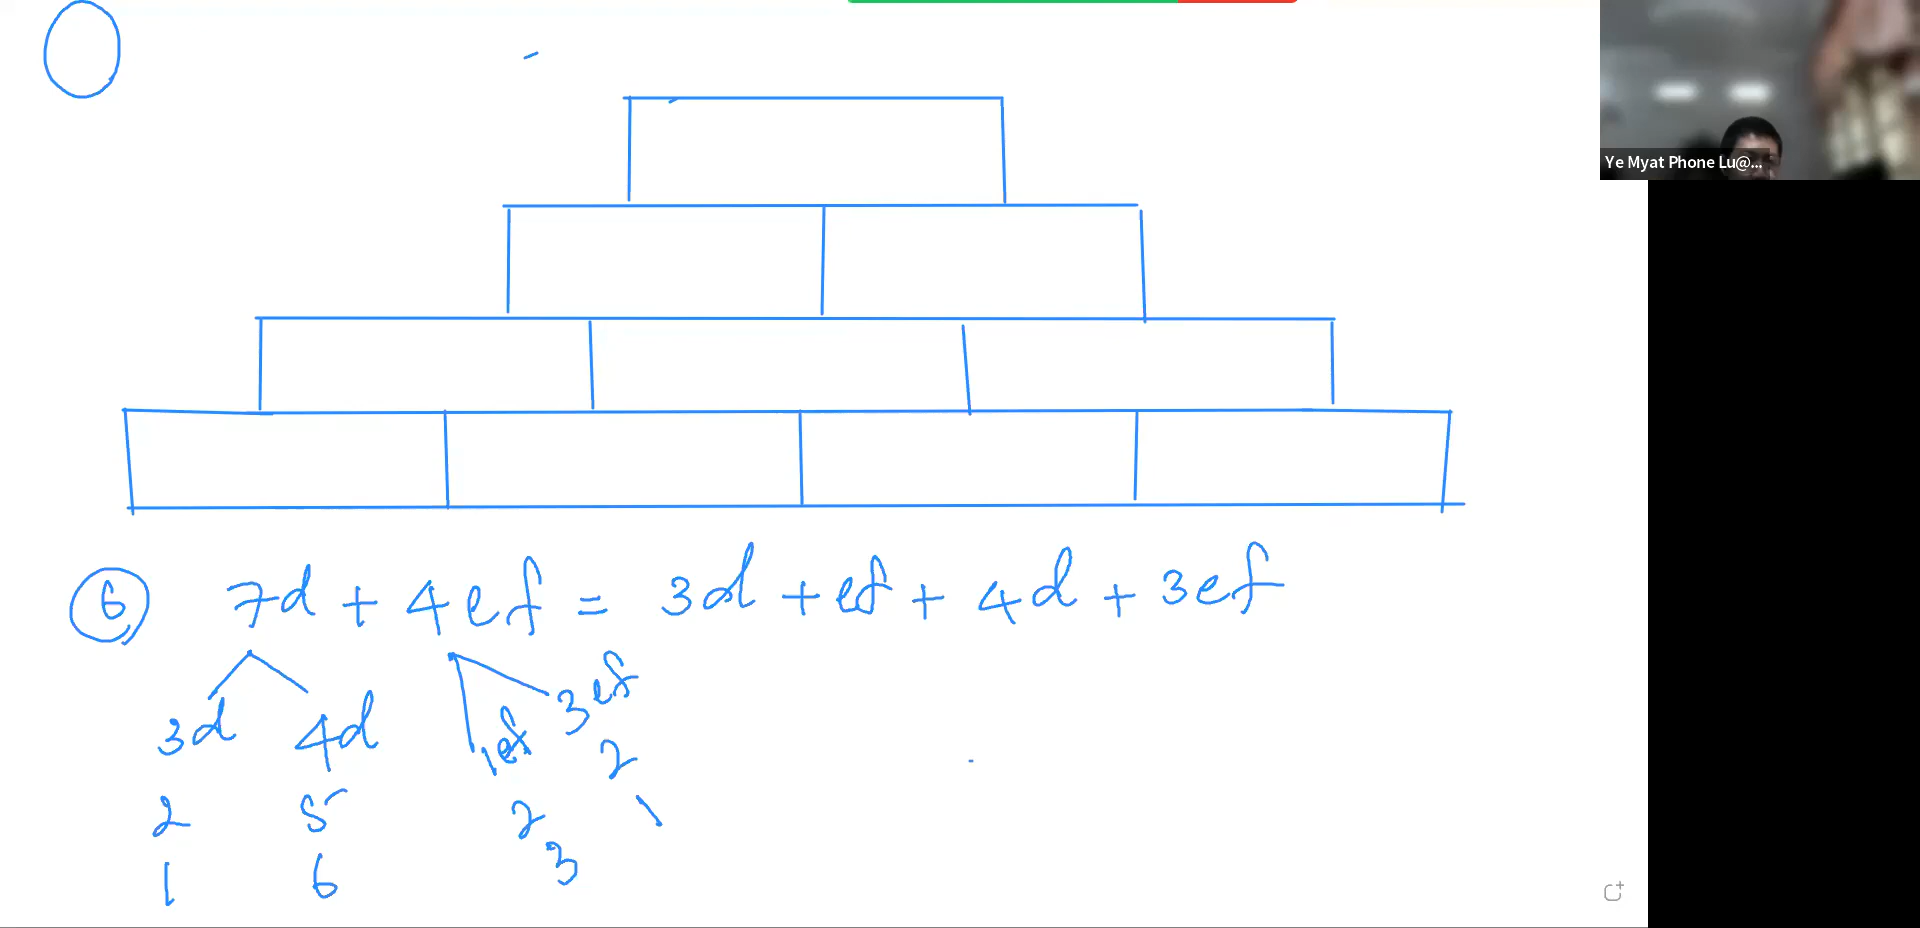 Ye Myat Phone Lu@...
6 7d + 4ef = 3d + ef + 4d + 3ef
3d 4d 1ef 3ef
2 5 2 2
1 6 3 1